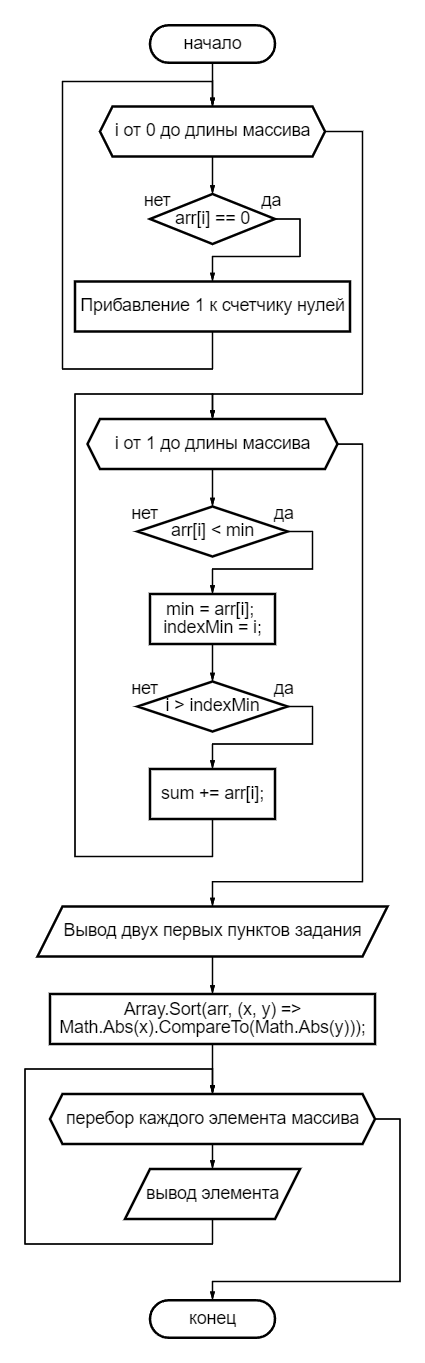 начало
i от 0 до длины массива
нет
да
arr[i] == 0
Прибавление 1 к счетчику нулей
i от 1 до длины массива
нет
да
arr[i] < min
min = arr[i];
indexMin = i;
нет
да
i > indexMin
sum += arr[i];
Вывод двух первых пунктов задания
Array.Sort(arr, (x, y) =>
Math.Abs(x).CompareTo(Math.Abs(y)));
перебор каждого элемента массива
вывод элемента
конец